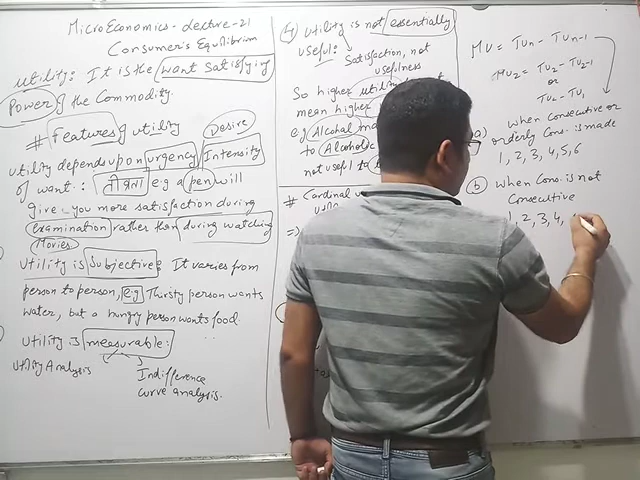 MicroEconomics - Lecture-21
Consumer's Equilibrium
Utility: It is the want satisfying
Power of the Commodity.
# Features of utility
Desire
utility depends upon urgency/Intensity
of want: तीव्रता e.g a pen will
give you more satisfaction during
examination rather than during watching
Movies
Utility is Subjective: It varies from
person to person, e.g Thirsty person wants
water, but a hungry person wants food.
Utility is measurable:
Utility Analysis
Indifference
curve analysis.
4) Utility is not essentially
useful:
Satisfaction, not
usefulness
So higher
mean higher
e.g Alcohol
to Alcoholic
not useful to
# Cardinal
⇒
MU = TUn - TUn-1
MU2 = TU2 - TU2-1
or
TU2 - TU1
a) when consecutive or
orderly Cons. is made
1, 2, 3, 4, 5, 6
b) when Cons. is not
Consecutive
1, 2, 3, 4,